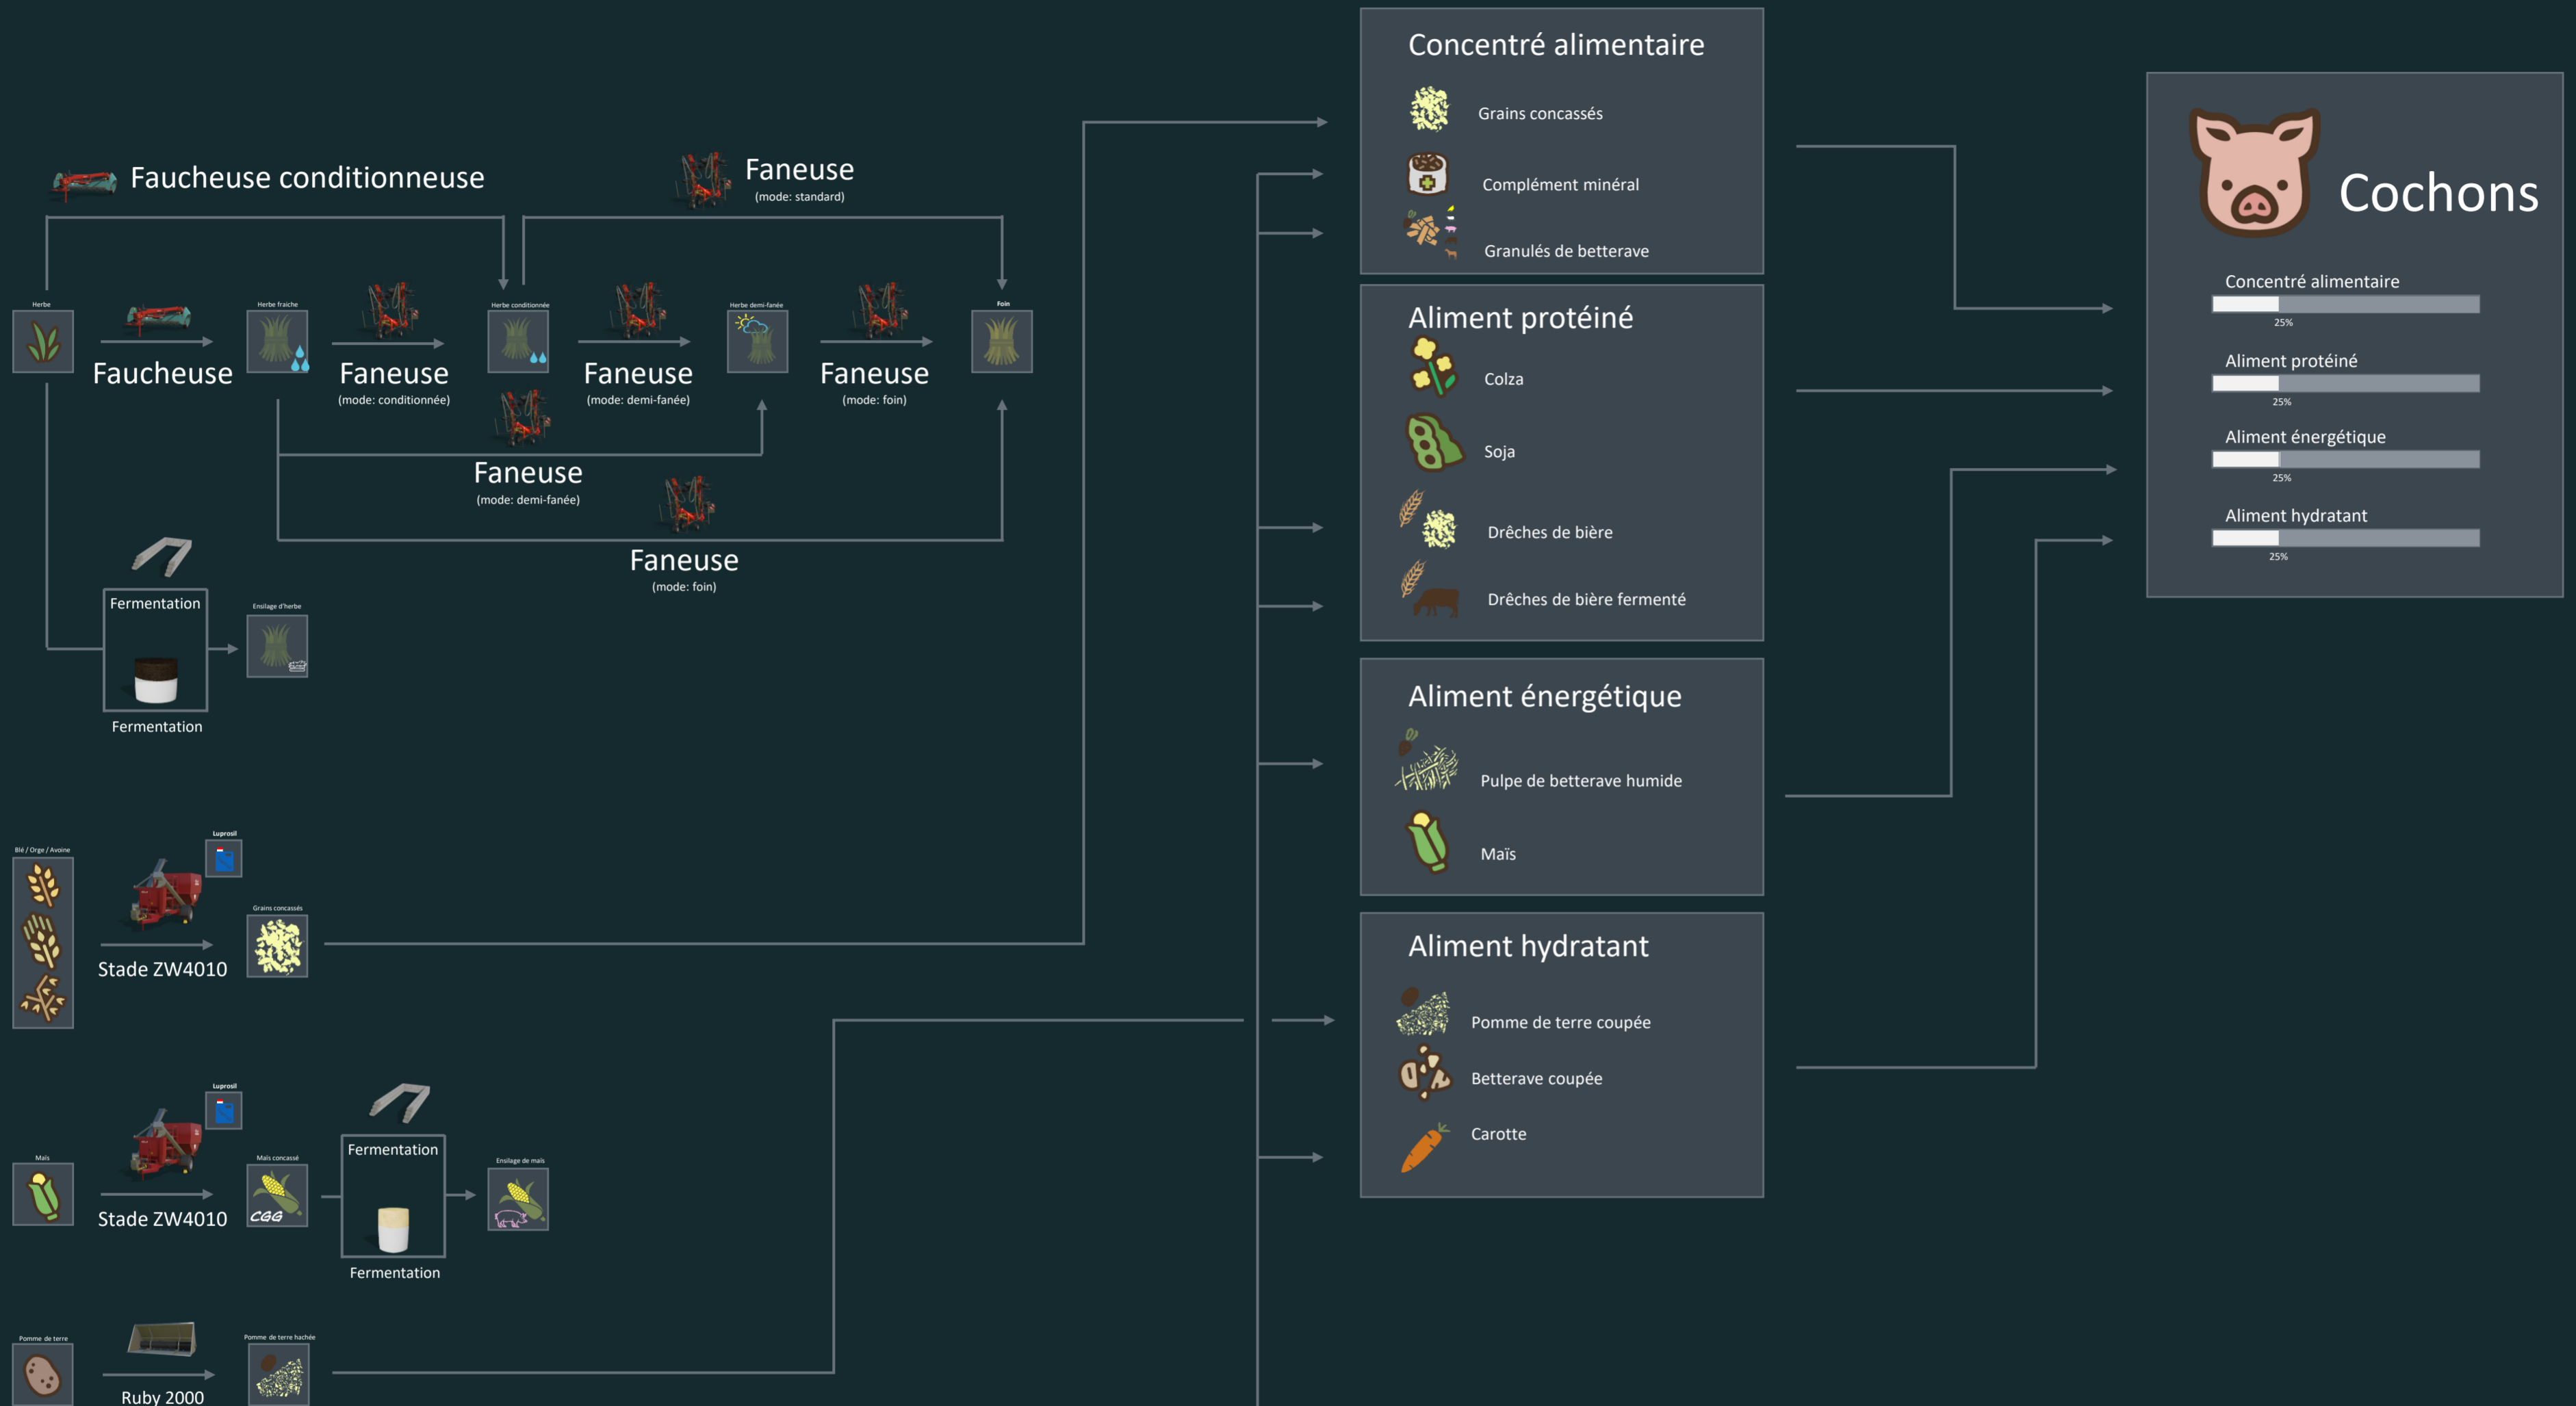 Faucheuse conditionneuse
Faneuse
(mode: standard)
Herbe
Faucheuse
Herbe fraiche
Faneuse
(mode: conditionnée)
Herbe conditionnée
Faneuse
(mode: demi-fanée)
Herbe demi-fanée
Faneuse
(mode: foin)
Foin
Faneuse
(mode: demi-fanée)
Faneuse
(mode: foin)
Fermentation
Fermentation
Ensilage d'herbe
Blé / Orge / Avoine
Luprosil
Stade ZW4010
Grains concassés
Maïs
Luprosil
Stade ZW4010
Maïs concassé
CGG
Fermentation
Fermentation
Ensilage de maïs
Pomme de terre
Ruby 2000
Pomme de terre hachée
Concentré alimentaire
Grains concassés
Complément minéral
Granulés de betterave
Aliment protéiné
Colza
Soja
Drêches de bière
Drêches de bière fermenté
Aliment énergétique
Pulpe de betterave humide
Maïs
Aliment hydratant
Pomme de terre coupée
Betterave coupée
Carotte
Cochons
Concentré alimentaire
25%
Aliment protéiné
25%
Aliment énergétique
25%
Aliment hydratant
25%